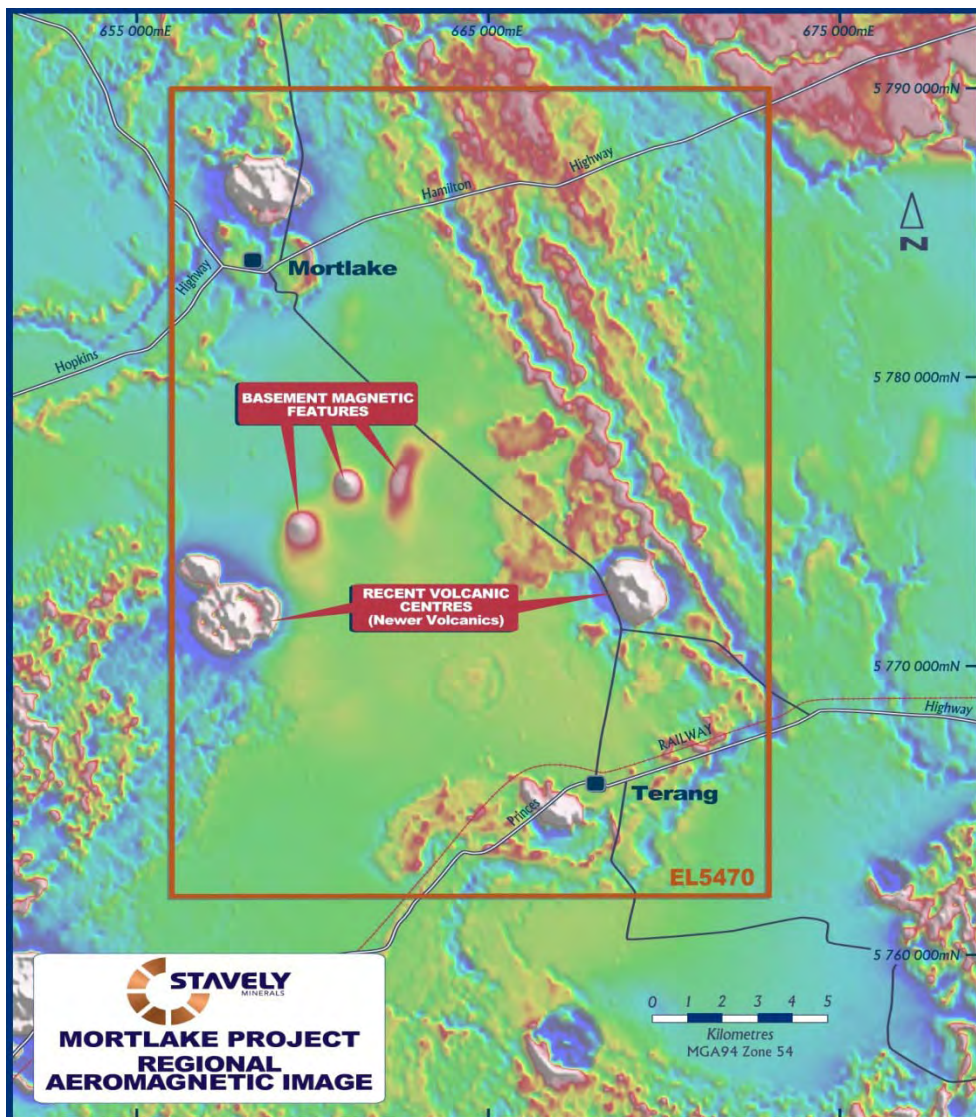 655 000mE
665 000mE
675 000mE
5 790 000mN
Highway
Hamilton
N
Mortlake
Highway
Hopkins
5 780 000mN
BASEMENT MAGNETIC
FEATURES
RECENT VOLCANIC
CENTRES
(Newer Volcanics)
5 770 000mN
Highway
RAILWAY
Terang
Princes
EL5470
5 760 000mN
STAVELY
MINERALS
MORTLAKE PROJECT
REGIONAL
AEROMAGNETIC IMAGE
0 1 2 3 4 5
Kilometres
MGA94 Zone 54